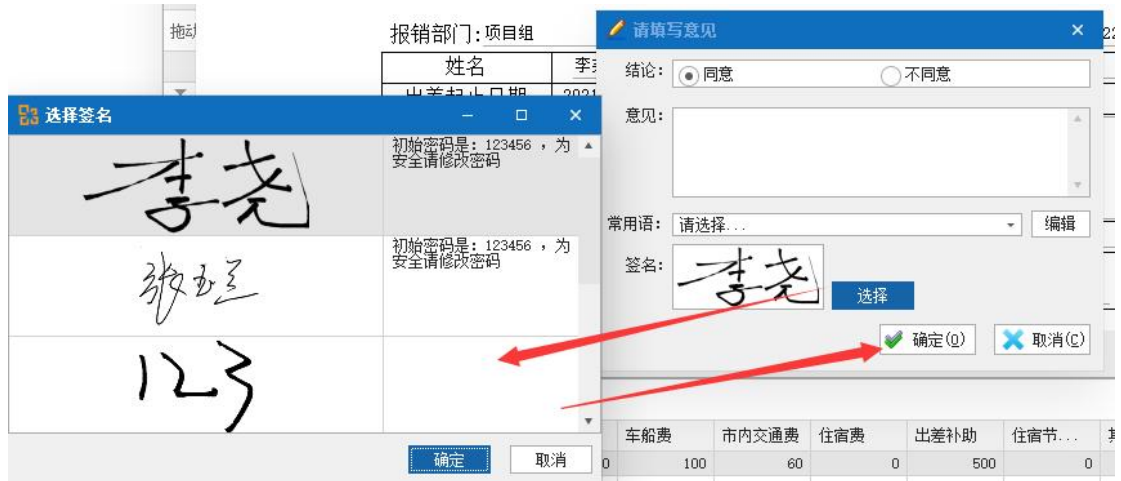 拖动
报销部门:项目组
姓名
出差起止日期 2021
请填写意见
结论: 同意 不同意
意见:
常用语: 请选择... 编辑
签名: 李尧 选择
确定(O) 取消(C)
选择签名
李尧 初始密码是: 123456 ,为
安全请修改密码
张玉兰 初始密码是: 123456 ,为
安全请修改密码
123
确定 取消
车船费 市内交通费 住宿费 出差补助 住宿节...
0 100 60 0 500 0